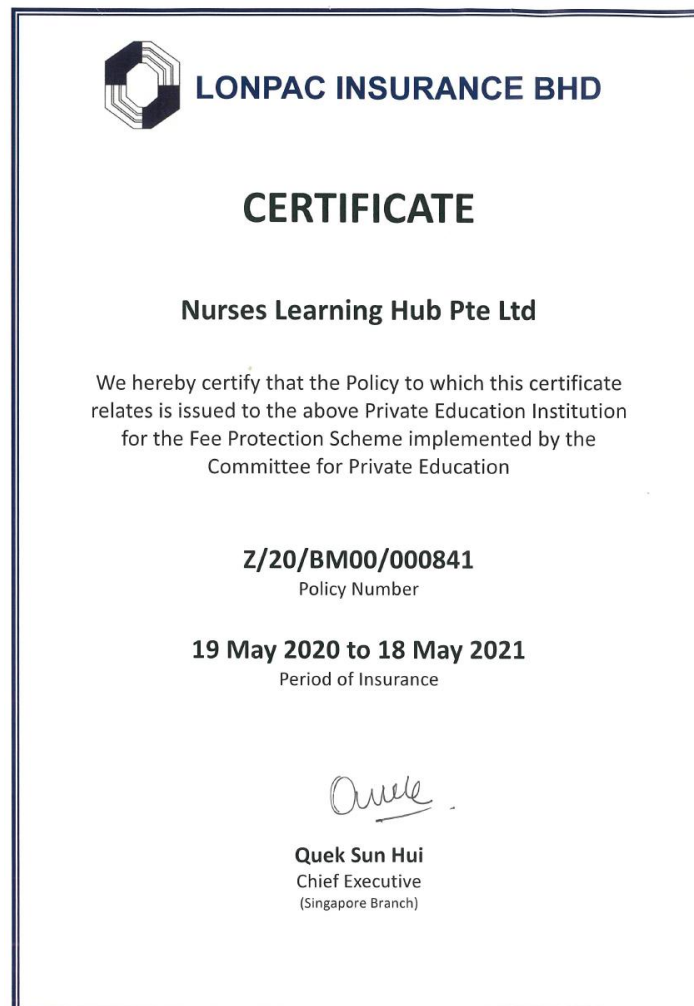 LONPAC INSURANCE BHD
CERTIFICATE
Nurses Learning Hub Pte Ltd
We hereby certify that the Policy to which this certificate
relates is issued to the above Private Education Institution
for the Fee Protection Scheme implemented by the
Committee for Private Education
Z/20/BM00/000841
Policy Number
19 May 2020 to 18 May 2021
Period of Insurance
Quek Sun Hui
Chief Executive
(Singapore Branch)